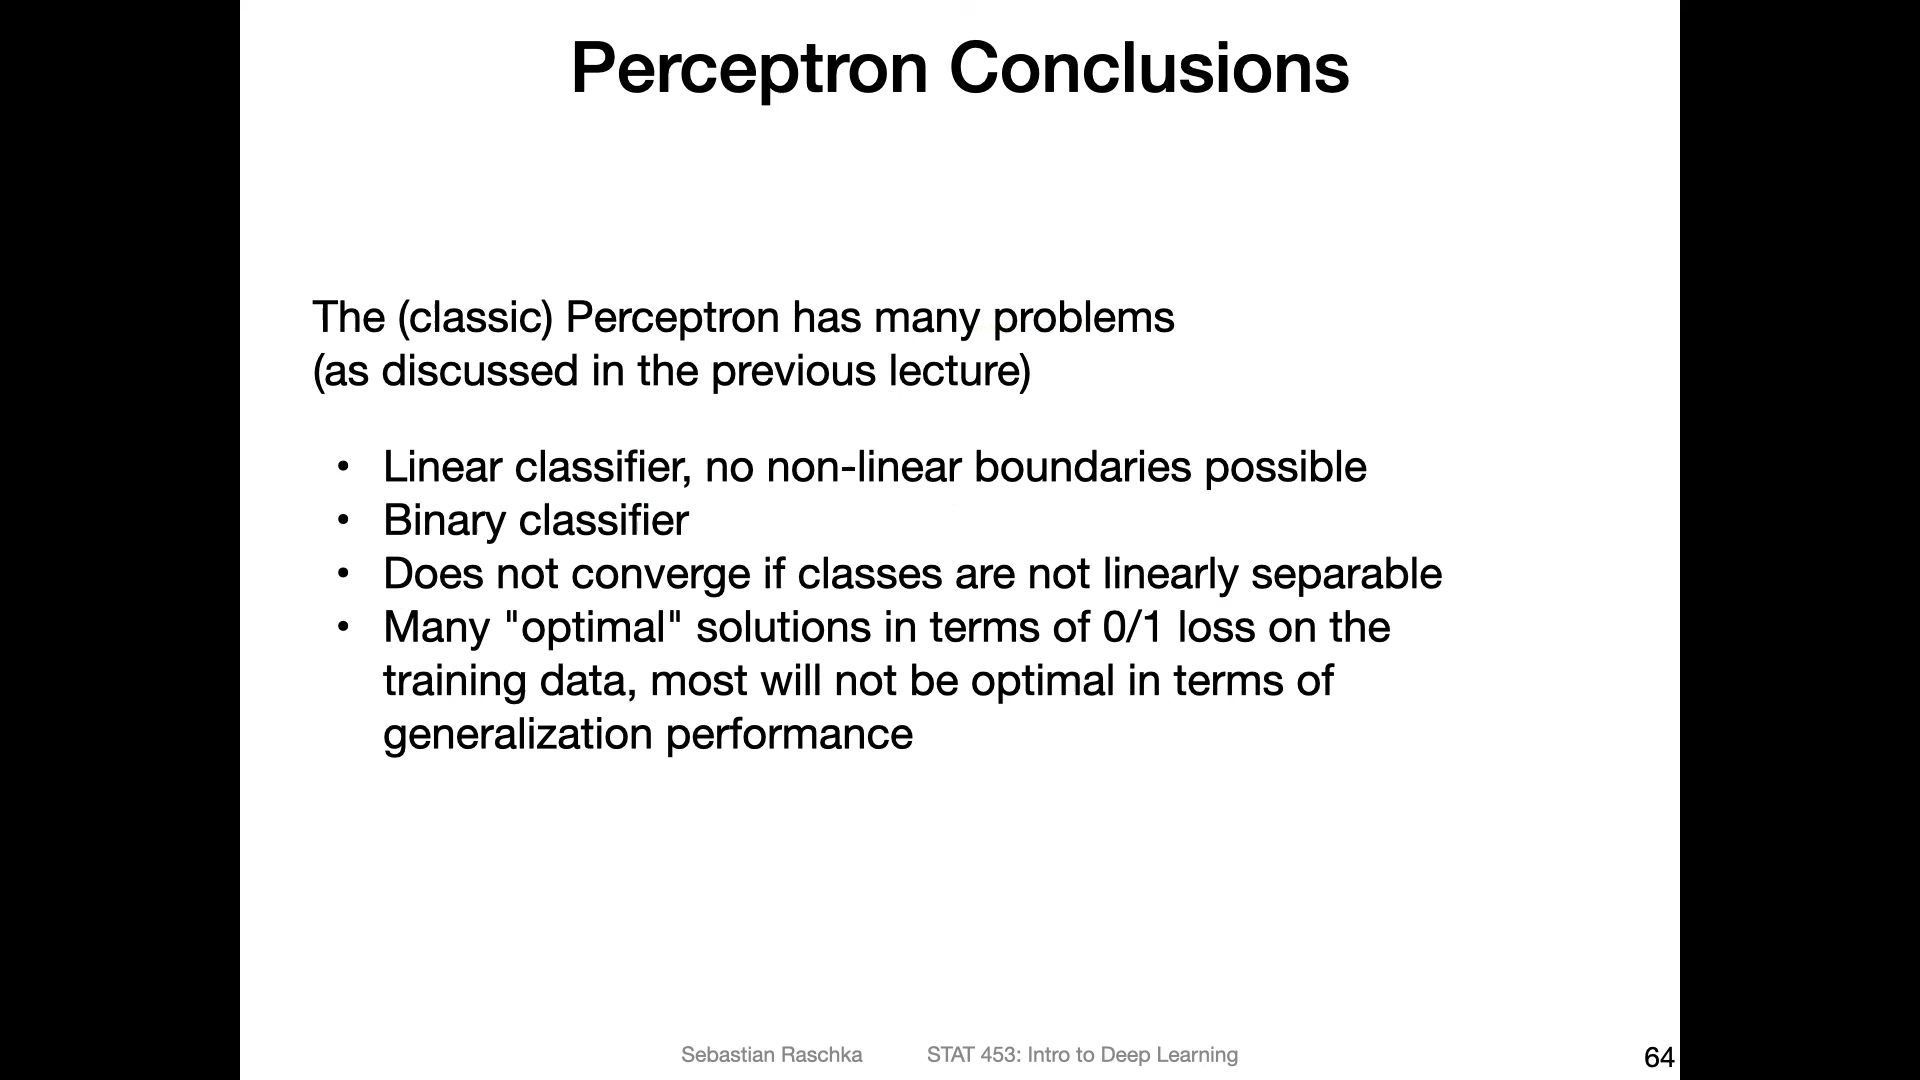 Perceptron Conclusions
The (classic) Perceptron has many problems
(as discussed in the previous lecture)
• Linear classifier, no non-linear boundaries possible
• Binary classifier
• Does not converge if classes are not linearly separable
• Many "optimal" solutions in terms of 0/1 loss on the
training data, most will not be optimal in terms of
generalization performance
Sebastian Raschka STAT 453: Intro to Deep Learning
64